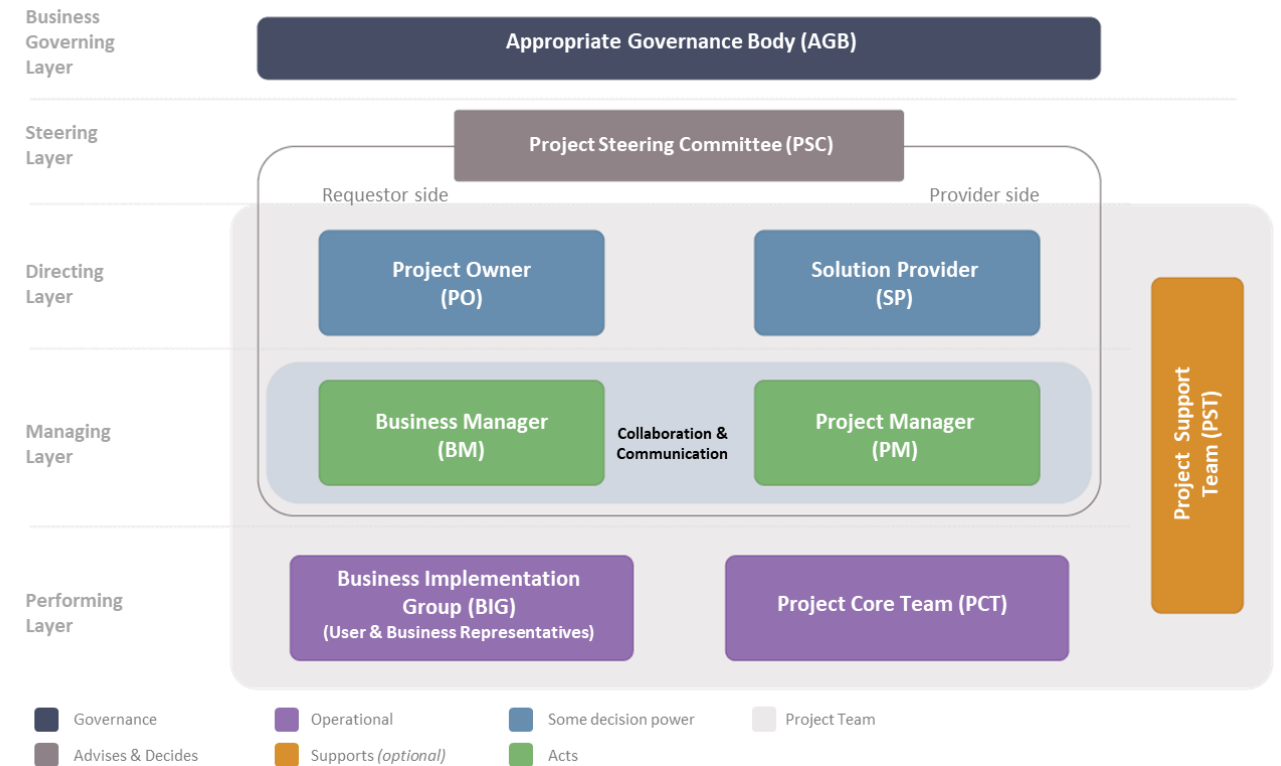 Business
Governing
Layer
Appropriate Governance Body (AGB)
Steering
Layer
Project Steering Committee (PSC)
Requestor side
Provider side
Directing
Layer
Project Owner
(PO)
Solution Provider
(SP)
Managing
Layer
Business Manager
(BM)
Collaboration &
Communication
Project Manager
(PM)
Project Support
Team (PST)
Performing
Layer
Business Implementation
Group (BIG)
(User & Business Representatives)
Project Core Team (PCT)
Governance
Operational
Some decision power
Project Team
Advises & Decides
Supports (optional)
Acts